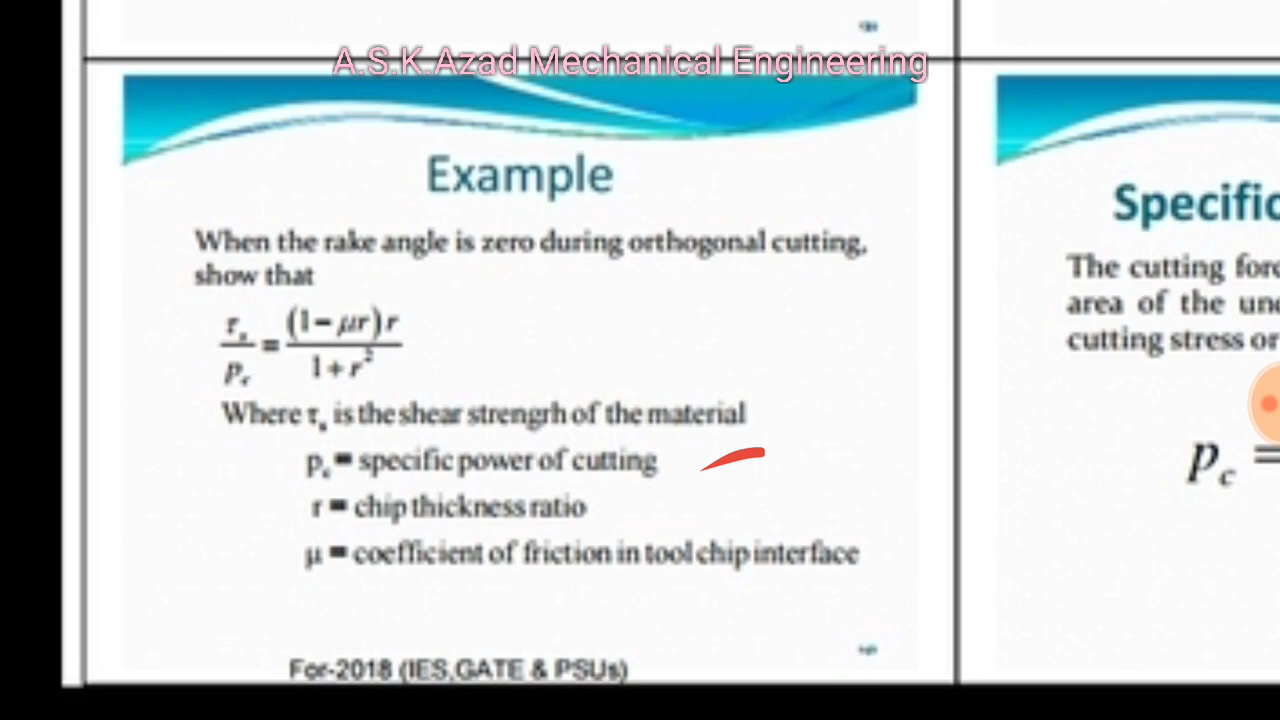 A.S.K.Azad Mechanical Engineering
Example
When the rake angle is zero during orthogonal cutting,
show that
τₛ/p꜀ = (1 − μr) r / 1 + r²
Where τₛ is the shear strengrh of the material
p꜀ = specific power of cutting
r = chip thickness ratio
μ = coefficient of friction in tool chip interface
For-2018 (IES,GATE & PSUs)
Specific
The cutting forc
area of the un
cutting stress or
p꜀ =